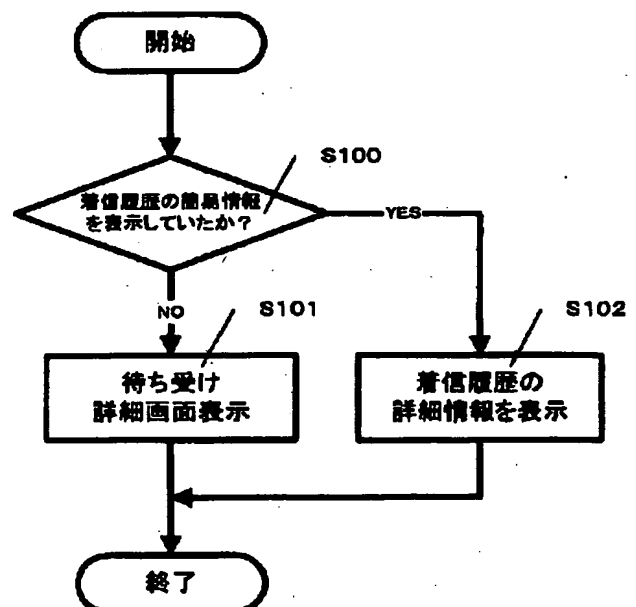 開始
S100
着信履歴の簡易情報
を表示していたか？
YES
NO
S101
S102
待ち受け
詳細画面表示
着信履歴の
詳細情報を表示
終了